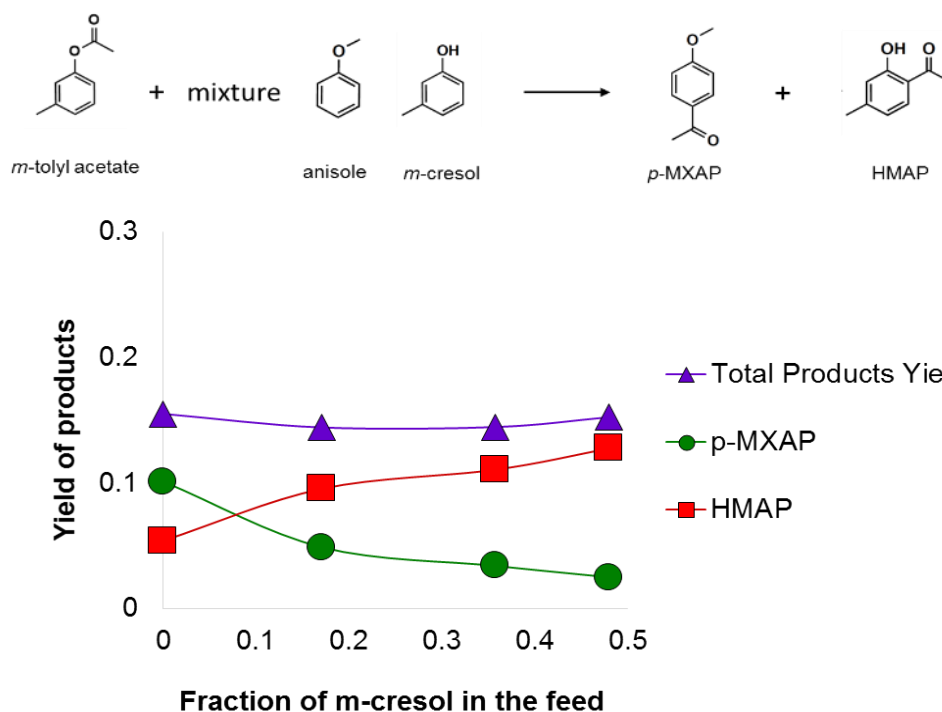 O
O
O
OH
O
O
OH
O
+ mixture
+
m-tolyl acetate
anisole
m-cresol
p-MXAP
HMAP
0.3
0.2
0.1
0
Yield of products
0 0.1 0.2 0.3 0.4 0.5
Fraction of m-cresol in the feed
Total Products Yie
p-MXAP
HMAP